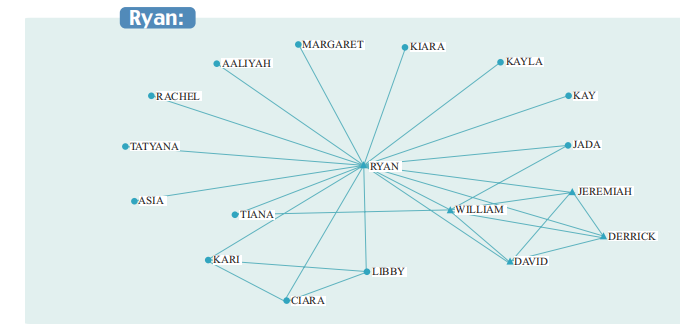 Ryan:
MARGARET
KIARA
AALIYAH
KAYLA
RACHEL
KAY
TATYANA
JADA
RYAN
JEREMIAH
ASIA
WILLIAM
TIANA
DERRICK
KARI
DAVID
LIBBY
CIARA